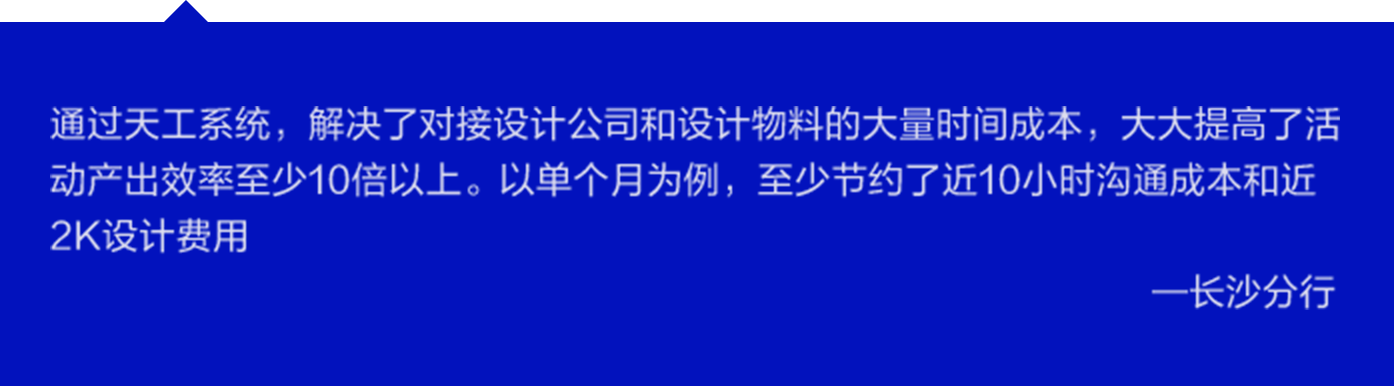 通过天工系统，解决了对接设计公司和设计物料的大量时间成本，大大提高了活
动产出效率至少10倍以上。以单个月为例，至少节约了近10小时沟通成本和近
2K设计费用
—长沙分行